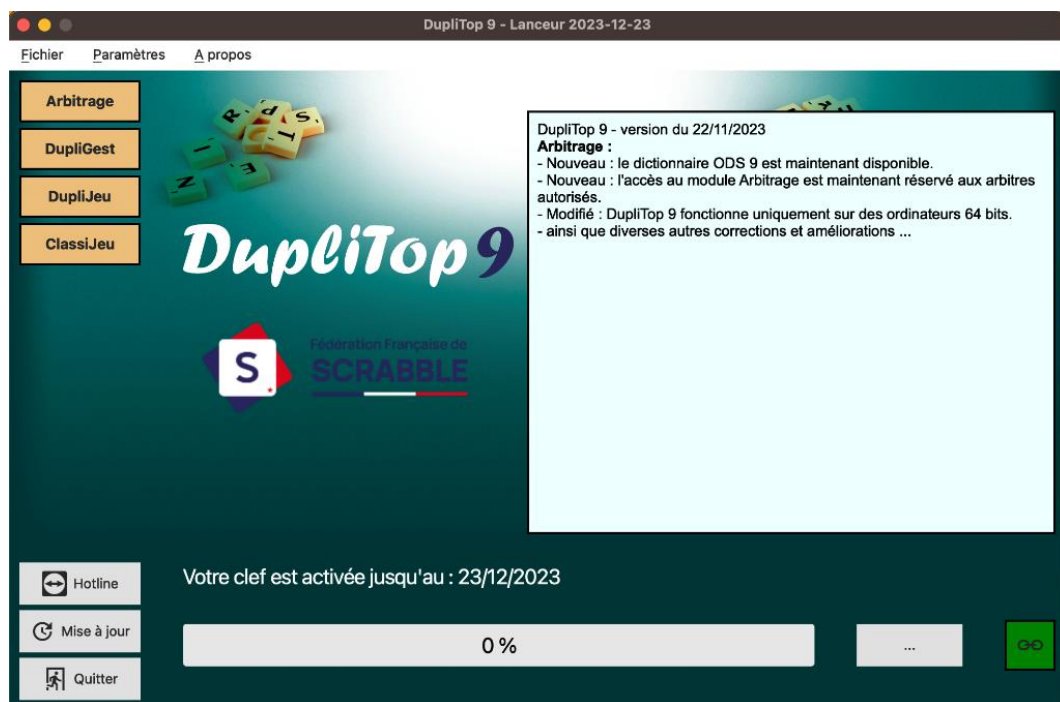 DupliTop 9 - Lanceur 2023-12-23
Fichier Paramètres A propos
Arbitrage
DupliGest
DupliJeu
ClassiJeu
DupliTop 9
S
Fédération Française de
SCRABBLE
DupliTop 9 - version du 22/11/2023
Arbitrage :
- Nouveau : le dictionnaire ODS 9 est maintenant disponible.
- Nouveau : l'accès au module Arbitrage est maintenant réservé aux arbitres
autorisés.
- Modifié : DupliTop 9 fonctionne uniquement sur des ordinateurs 64 bits.
- ainsi que diverses autres corrections et améliorations ...
Hotline
Mise à jour
Quitter
Votre clef est activée jusqu'au : 23/12/2023
0 %
...